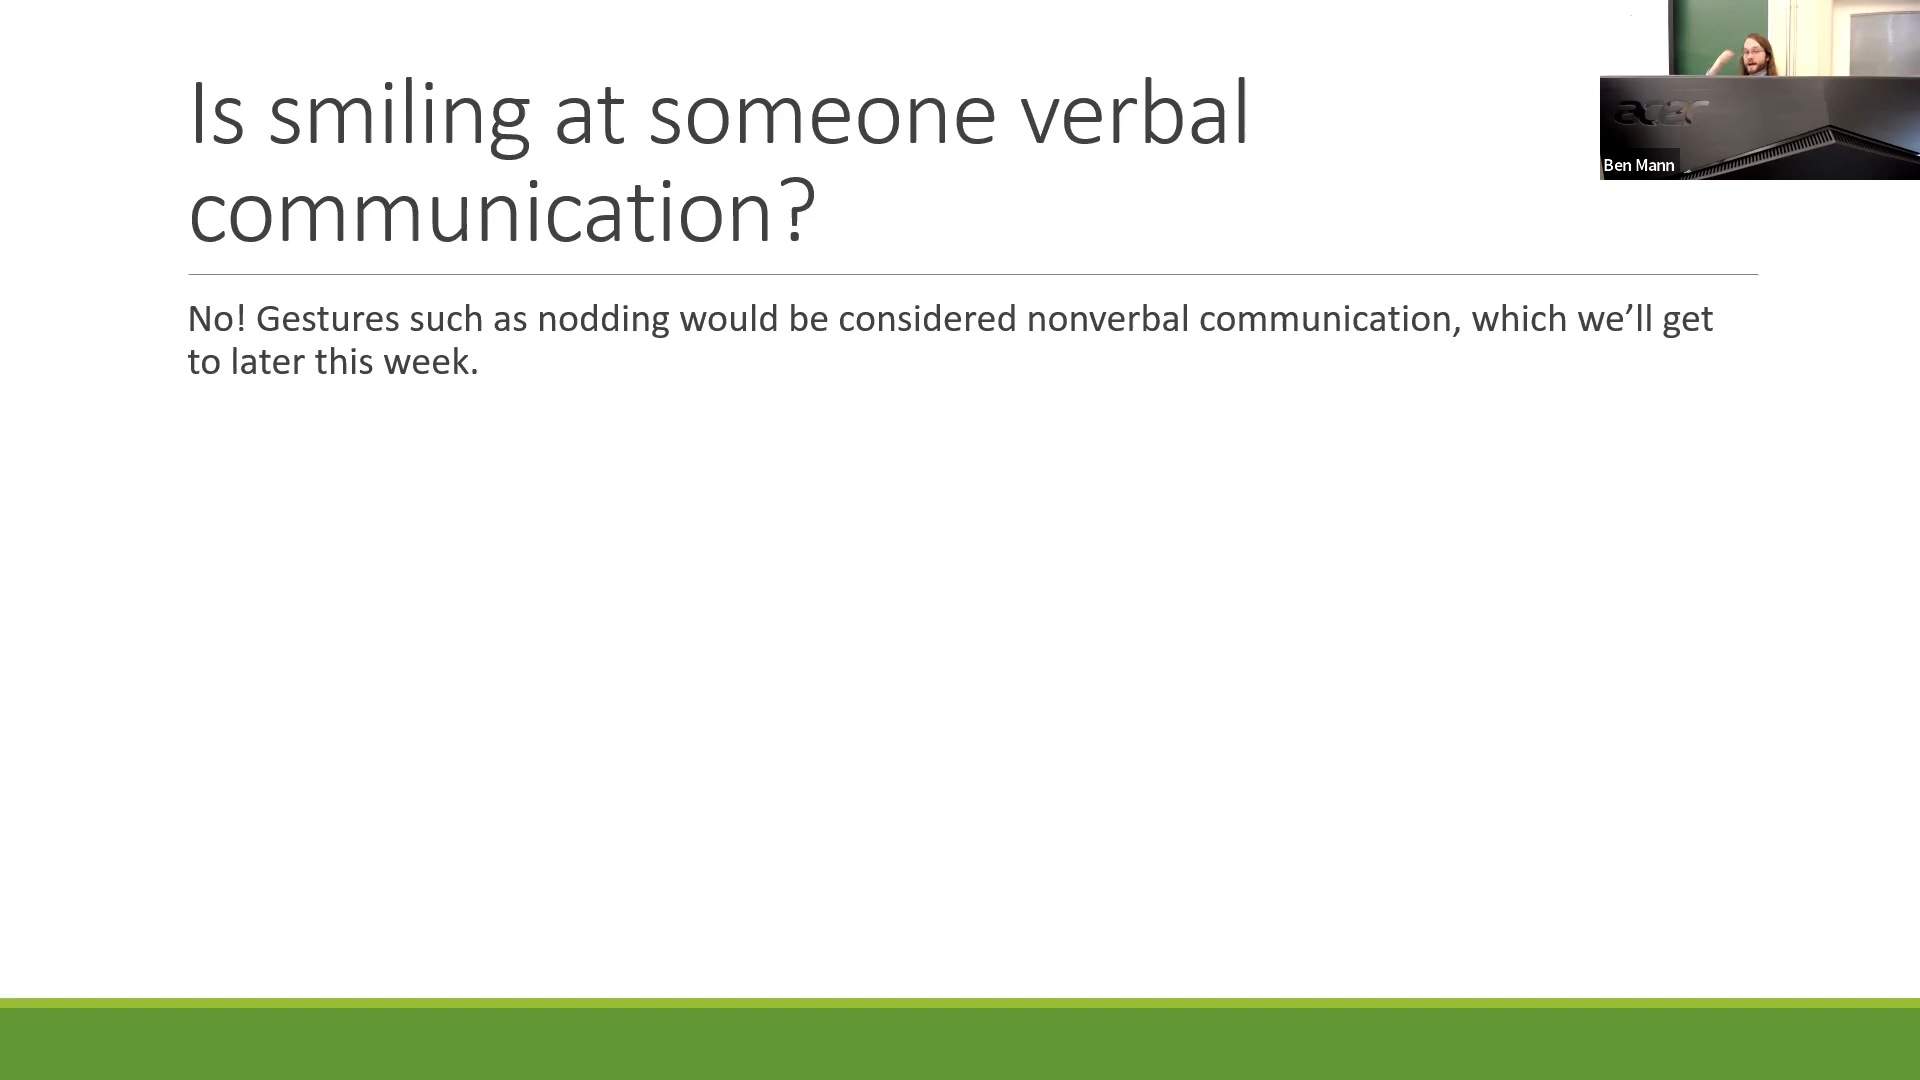 Is smiling at someone verbal
communication?
acer
Ben Mann
No! Gestures such as nodding would be considered nonverbal communication, which we’ll get
to later this week.